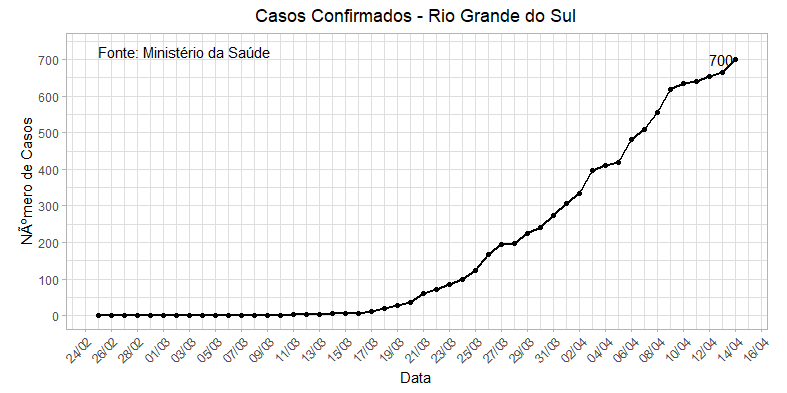 Casos Confirmados - Rio Grande do Sul
Fonte: Ministério da Saúde
700
NÃºmero de Casos
700
600
500
400
300
200
100
0
24/02 26/02 28/02 01/03 03/03 05/03 07/03 09/03 11/03 13/03 15/03 17/03 19/03 21/03 23/03 25/03 27/03 29/03 31/03 02/04 04/04 06/04 08/04 10/04 12/04 14/04 16/04
Data